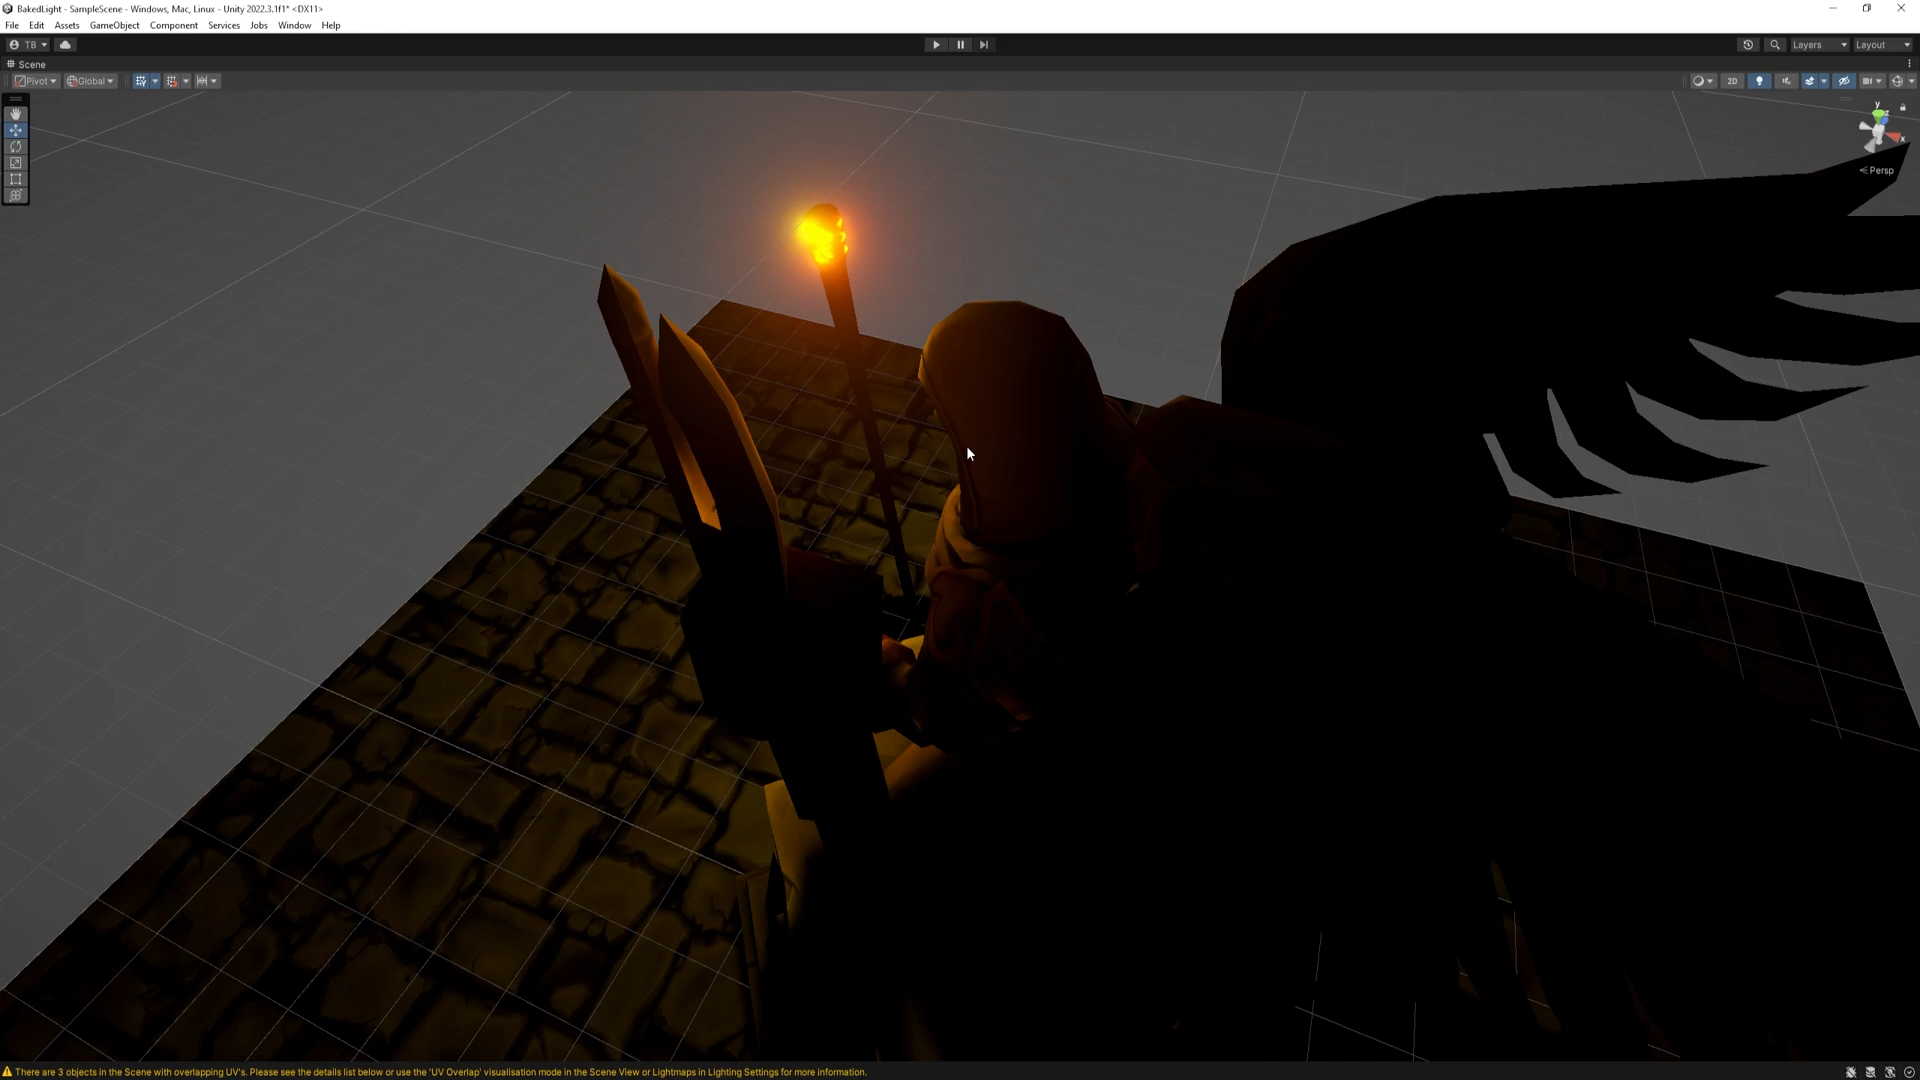 BakedLight - SampleScene - Windows, Mac, Linux - Unity 2022.3.1f1* <DX11>
File Edit Assets GameObject Component Services Jobs Window Help
TB Layers Layout
Scene
Pivot Global 2D
y
z
x
Persp
There are 3 objects in the Scene with overlapping UV's. Please see the details list below or use the 'UV Overlap' visualisation mode in the Scene View or Lightmaps in Lighting Settings for more information.